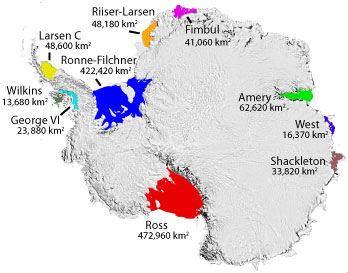 Riiser-Larsen
48,180 km²
Fimbul
41,060 km²
Larsen C
48,600 km²
Ronne-Filchner
422,420 km²
Wilkins
13,680 km²
George VI
23,880 km²
Amery
62,620 km²
West
16,370 km²
Shackleton
33,820 km²
Ross
472,960 km²